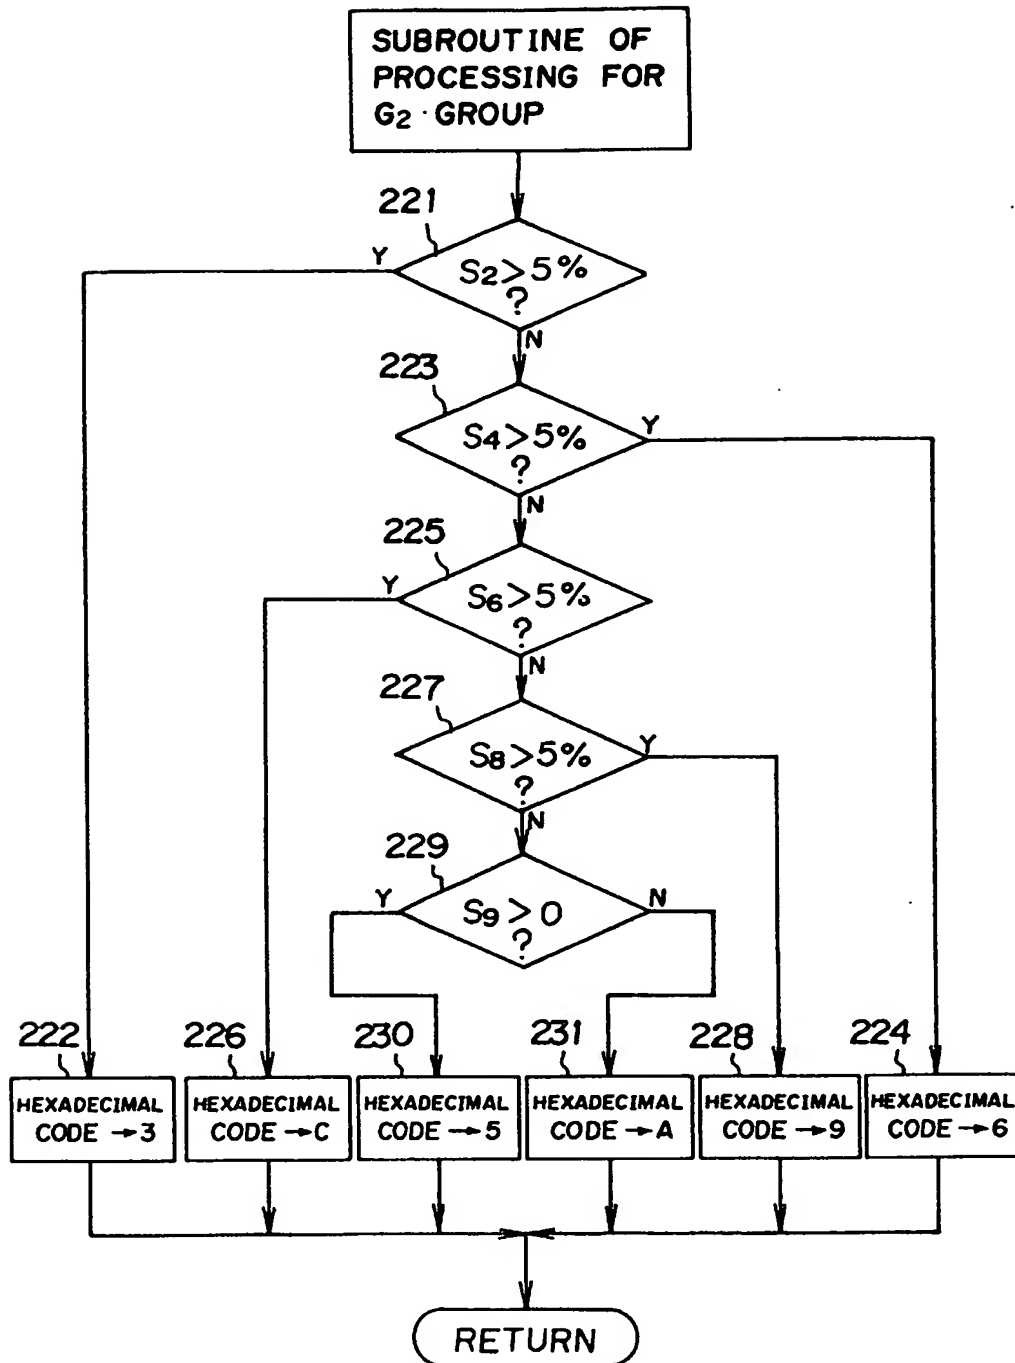 SUBROUTINE OF
PROCESSING FOR
G2 GROUP
221
Y
S2 > 5%
?
N
223
S4 > 5%
?
Y
N
225
Y
S6 > 5%
?
N
227
S8 > 5%
?
Y
N
229
Y
S9 > 0
?
N
222
HEXADECIMAL
CODE →3
226
HEXADECIMAL
CODE →C
230
HEXADECIMAL
CODE →5
231
HEXADECIMAL
CODE →A
228
HEXADECIMAL
CODE →9
224
HEXADECIMAL
CODE →6
RETURN